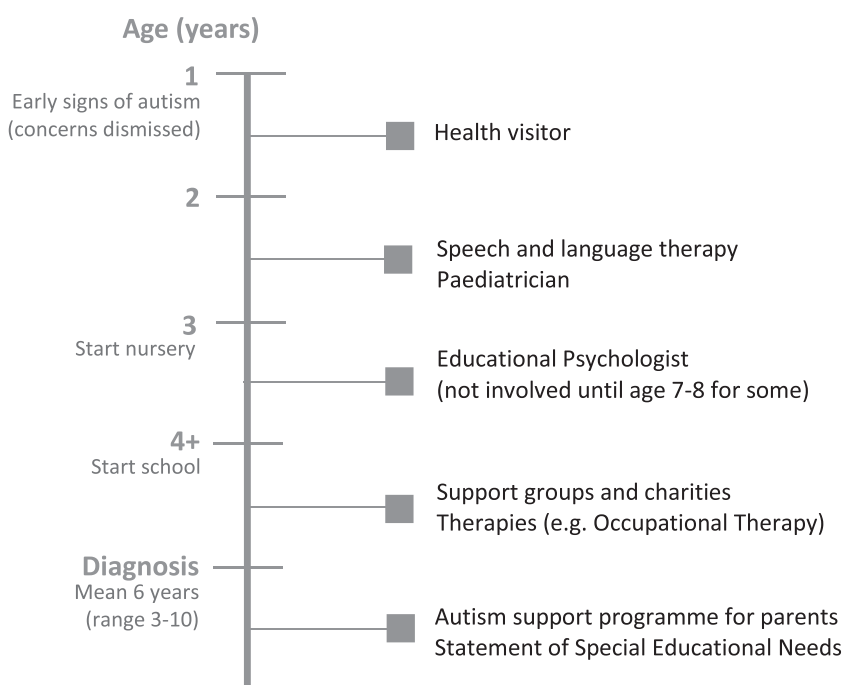 Age (years)
1
Early signs of autism
(concerns dismissed)
Health visitor
2
Speech and language therapy
Paediatrician
3
Start nursery
Educational Psychologist
(not involved until age 7-8 for some)
4+
Start school
Support groups and charities
Therapies (e.g. Occupational Therapy)
Diagnosis
Mean 6 years
(range 3-10)
Autism support programme for parents
Statement of Special Educational Needs